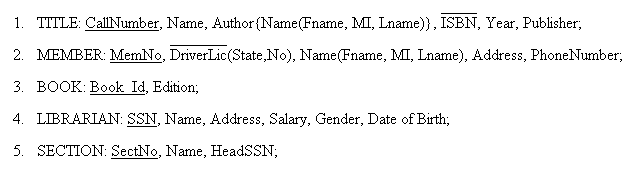 1. TITLE: CallNumber, Name, Author{Name(Fname, MI, Lname)}, ISBN, Year, Publisher;
2. MEMBER: MemNo, DriverLic(State,No), Name(Fname, MI, Lname), Address, PhoneNumber;
3. BOOK: Book_Id, Edition;
4. LIBRARIAN: SSN, Name, Address, Salary, Gender, Date of Birth;
5. SECTION: SectNo, Name, HeadSSN;